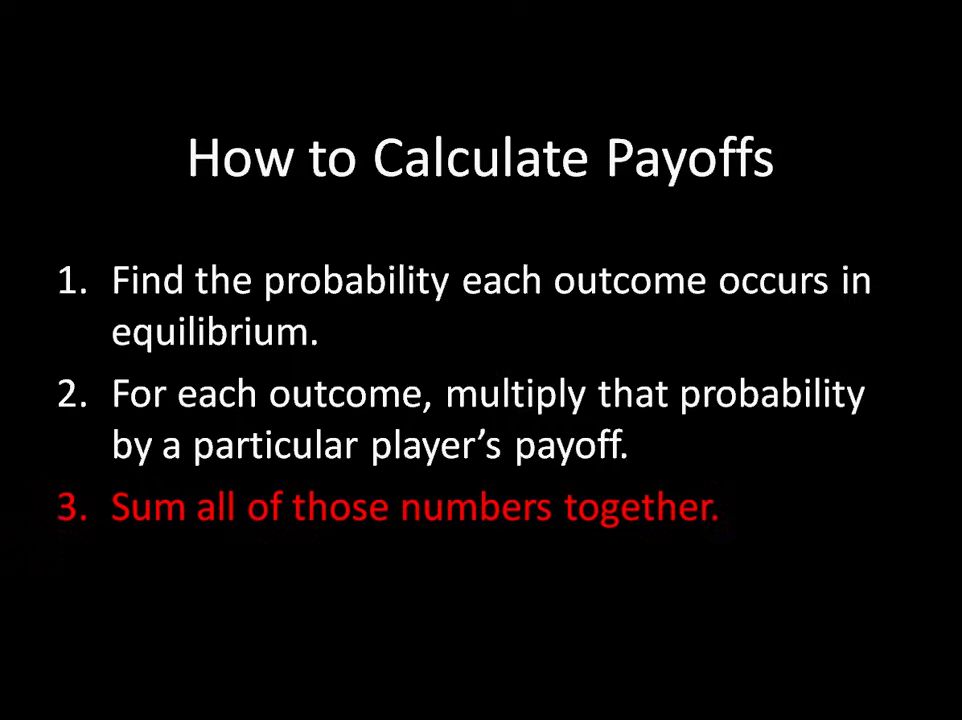 How to Calculate Payoffs
1. Find the probability each outcome occurs in
equilibrium.
2. For each outcome, multiply that probability
by a particular player’s payoff.
3. Sum all of those numbers together.